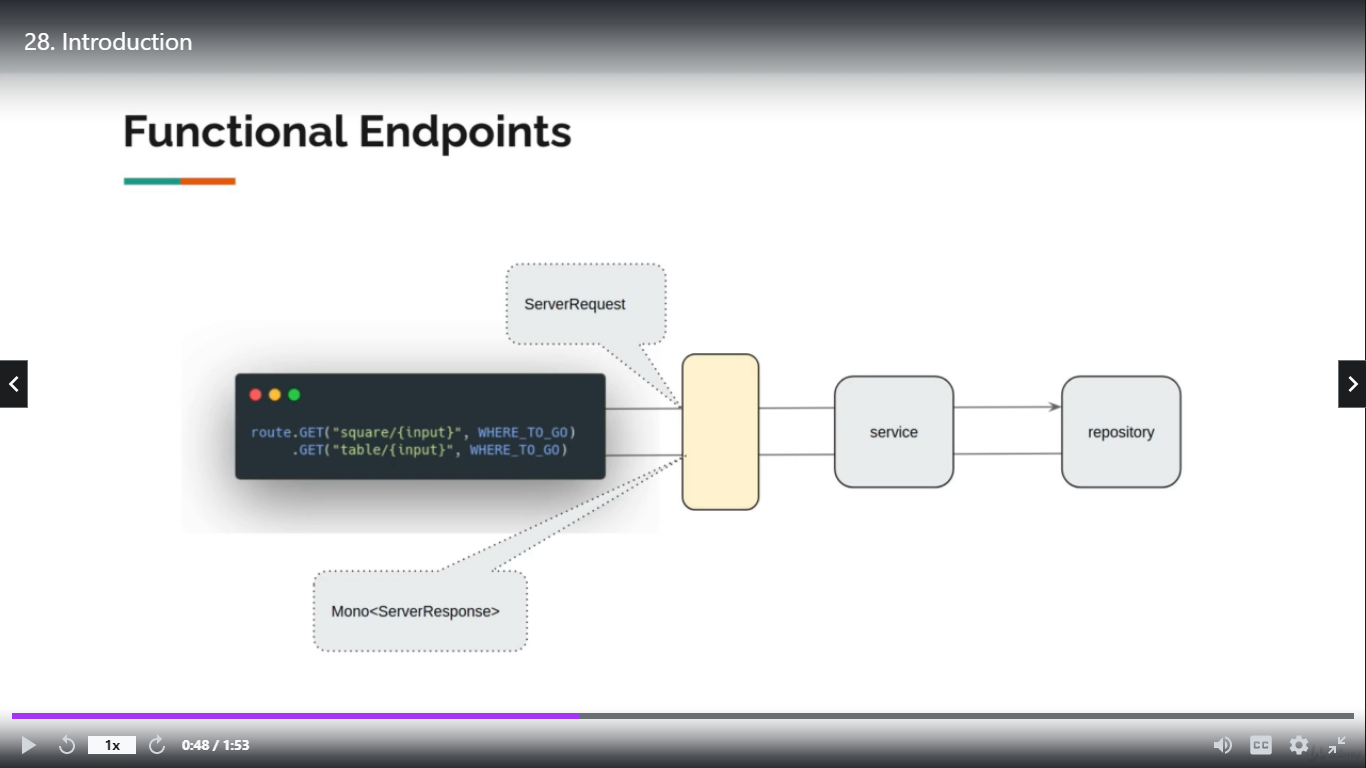 28. Introduction
Functional Endpoints
ServerRequest
route.GET("square/{input}", WHERE_TO_GO)
.GET("table/{input}", WHERE_TO_GO)
service
repository
Mono<ServerResponse>
1x
0:48 / 1:53
CC